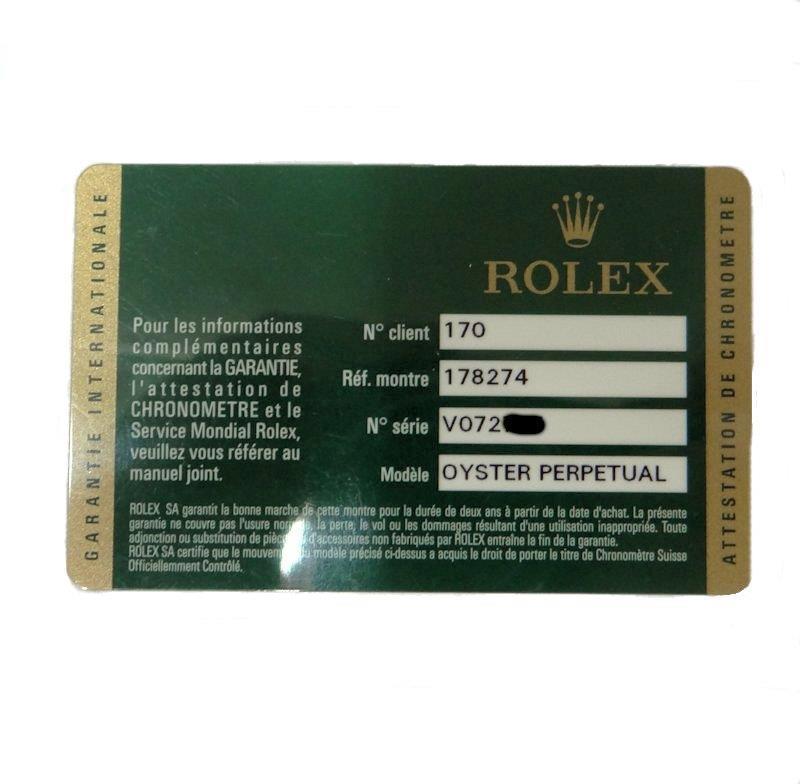 GARANTIE INTERNATIONALE
ROLEX
Pour les informations
complémentaires
concernant la GARANTIE,
l'attestation de
CHRONOMETRE et le
Service Mondial Rolex,
veuillez vous référer au
manuel joint.
N° client 170
Réf. montre 178274
N° série V072
Modèle OYSTER PERPETUAL
ROLEX SA garantit la bonne marche de cette montre pour la durée de deux ans à partir de la date d'achat. La présente
garantie ne couvre pas l'usure la perte, le vol ou les dommages résultant d'une utilisation inappropriée. Toute
adjonction ou substitution de d'accessoires non fabriqués par ROLEX entraîne la fin de la garantie.
ROLEX SA certifie que le du modèle précisé ci-dessus a acquis le droit de porter le titre de Chronomètre Suisse
Officiellement Contrôlé.
ATTESTATION DE CHRONOMETRE